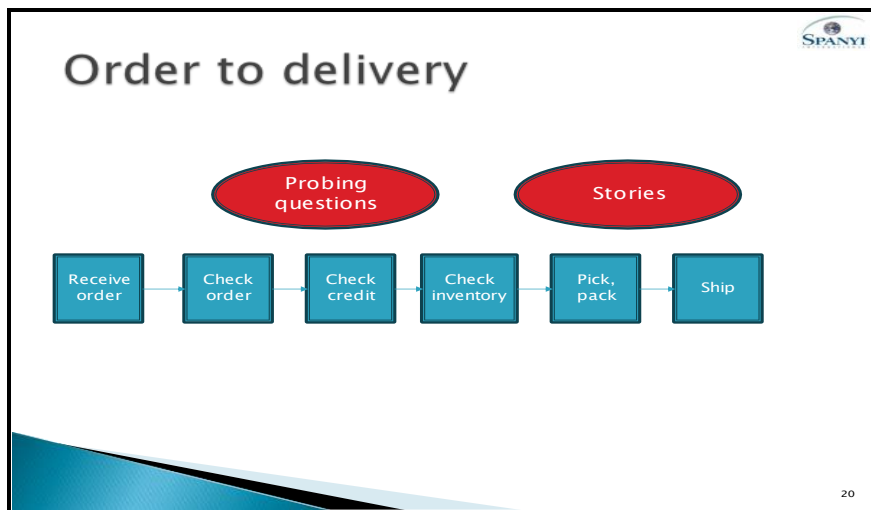 SPANYI
INTERNATIONAL
Order to delivery
Probing
questions
Stories
Receive
order
Check
order
Check
credit
Check
inventory
Pick,
pack
Ship
20